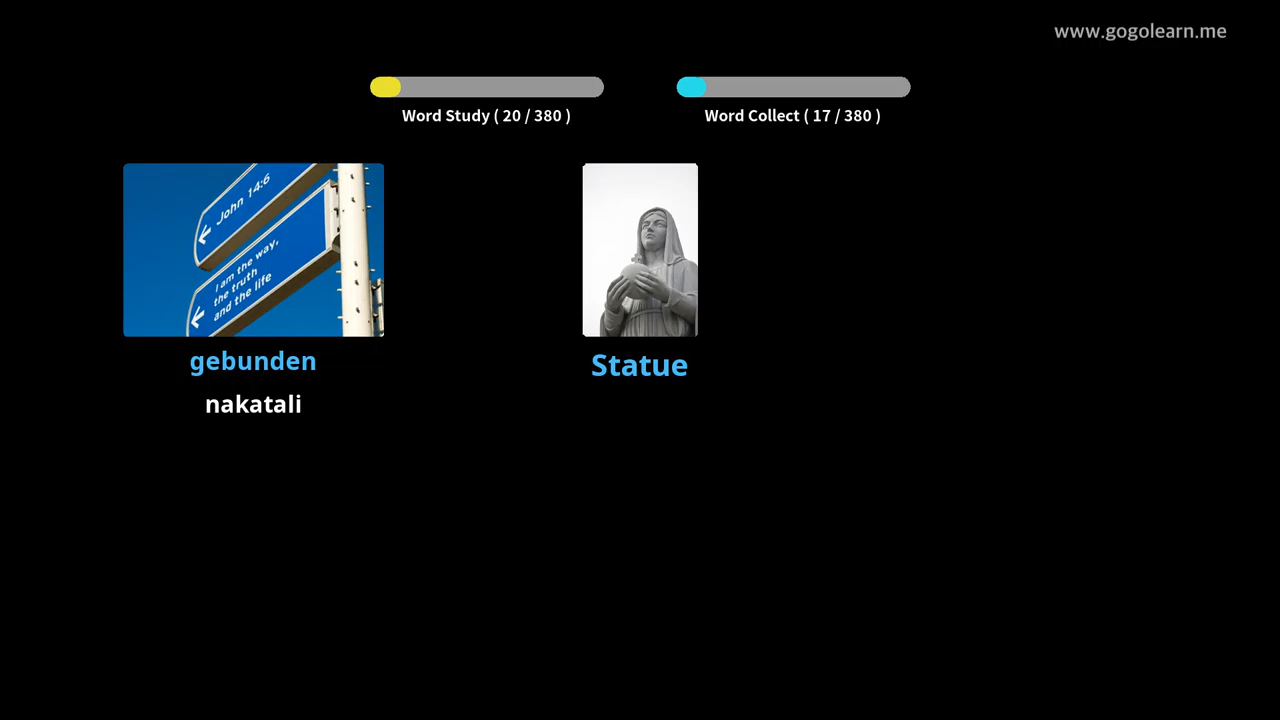 www.gogolearn.me
Word Study ( 20 / 380 )
Word Collect ( 17 / 380 )
John 14:6
I am the way,
the truth
and the life
gebunden
nakatali
Statue